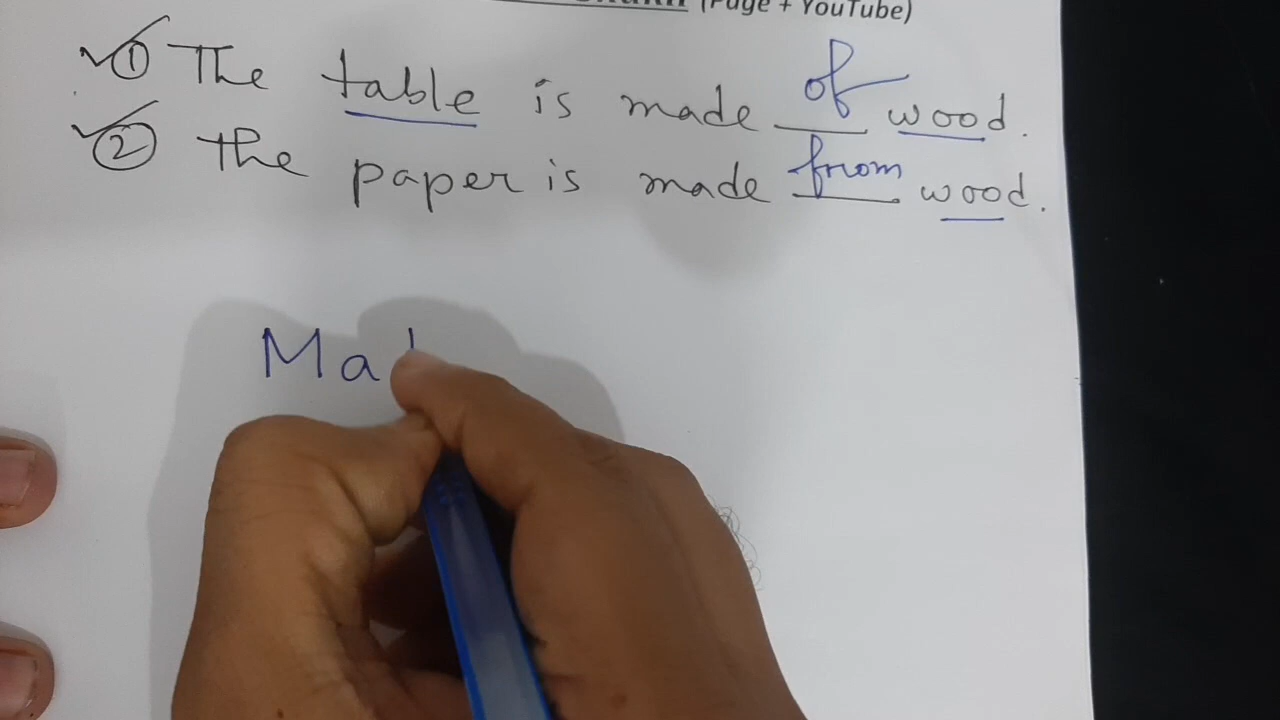 (Page + YouTube)
① The table is made of wood.
② The paper is made from wood.
Ma